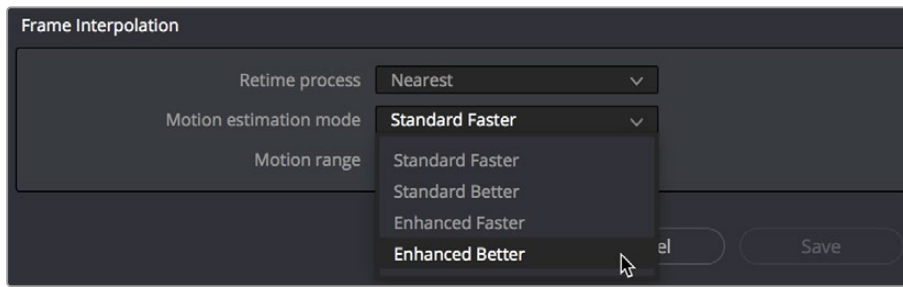 Frame Interpolation
Retime process Nearest
Motion estimation mode Standard Faster
Motion range
Standard Faster
Standard Better
Enhanced Faster
Enhanced Better
Save